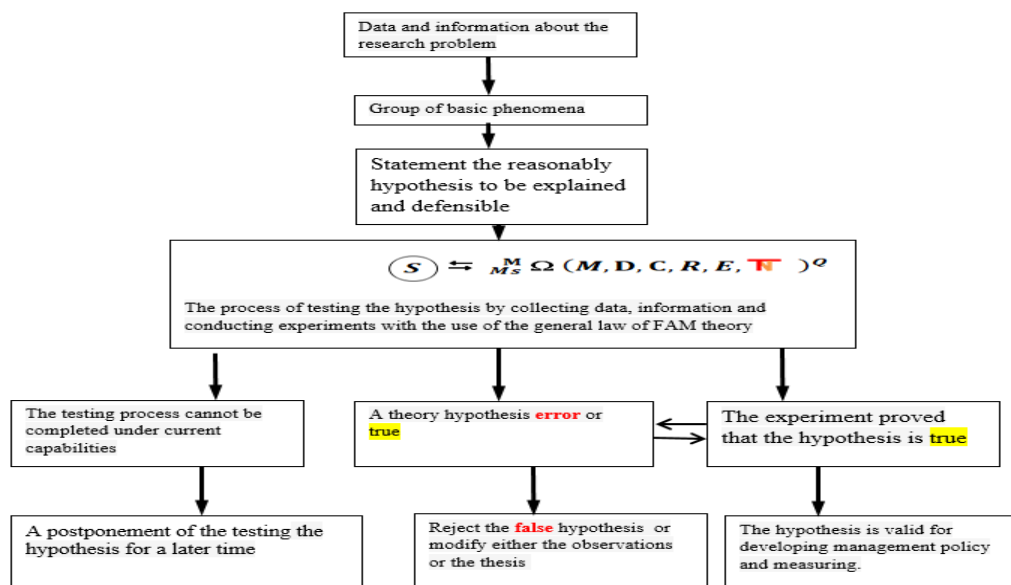 Data and information about the
research problem
Group of basic phenomena
Statement the reasonably
hypothesis to be explained
and defensible
S ⇆ M Ms Ω (M, D, C, R, E, )Q
The process of testing the hypothesis by collecting data, information and
conducting experiments with the use of the general law of FAM theory
The testing process cannot be
completed under current
capabilities
A theory hypothesis error or
true
The experiment proved
that the hypothesis is true
A postponement of the testing the
hypothesis for a later time
Reject the false hypothesis or
modify either the observations
or the thesis
The hypothesis is valid for
developing management policy
and measuring.